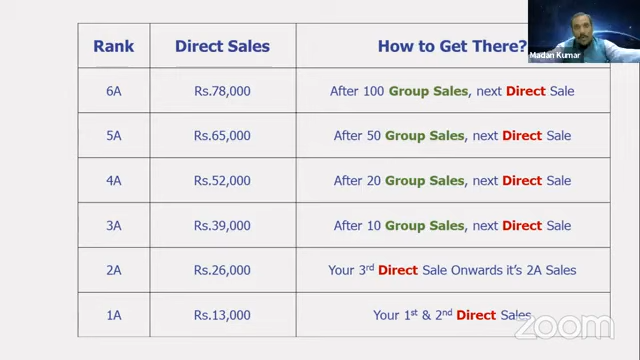 Rank Direct Sales How to Get There?
Madan Kumar
6A Rs.78,000 After 100 Group Sales, next Direct Sale
5A Rs.65,000 After 50 Group Sales, next Direct Sale
4A Rs.52,000 After 20 Group Sales, next Direct Sale
3A Rs.39,000 After 10 Group Sales, next Direct Sale
2A Rs.26,000 Your 3rd Direct Sale Onwards it's 2A Sales
1A Rs.13,000 Your 1st & 2nd Direct Sales
zoom